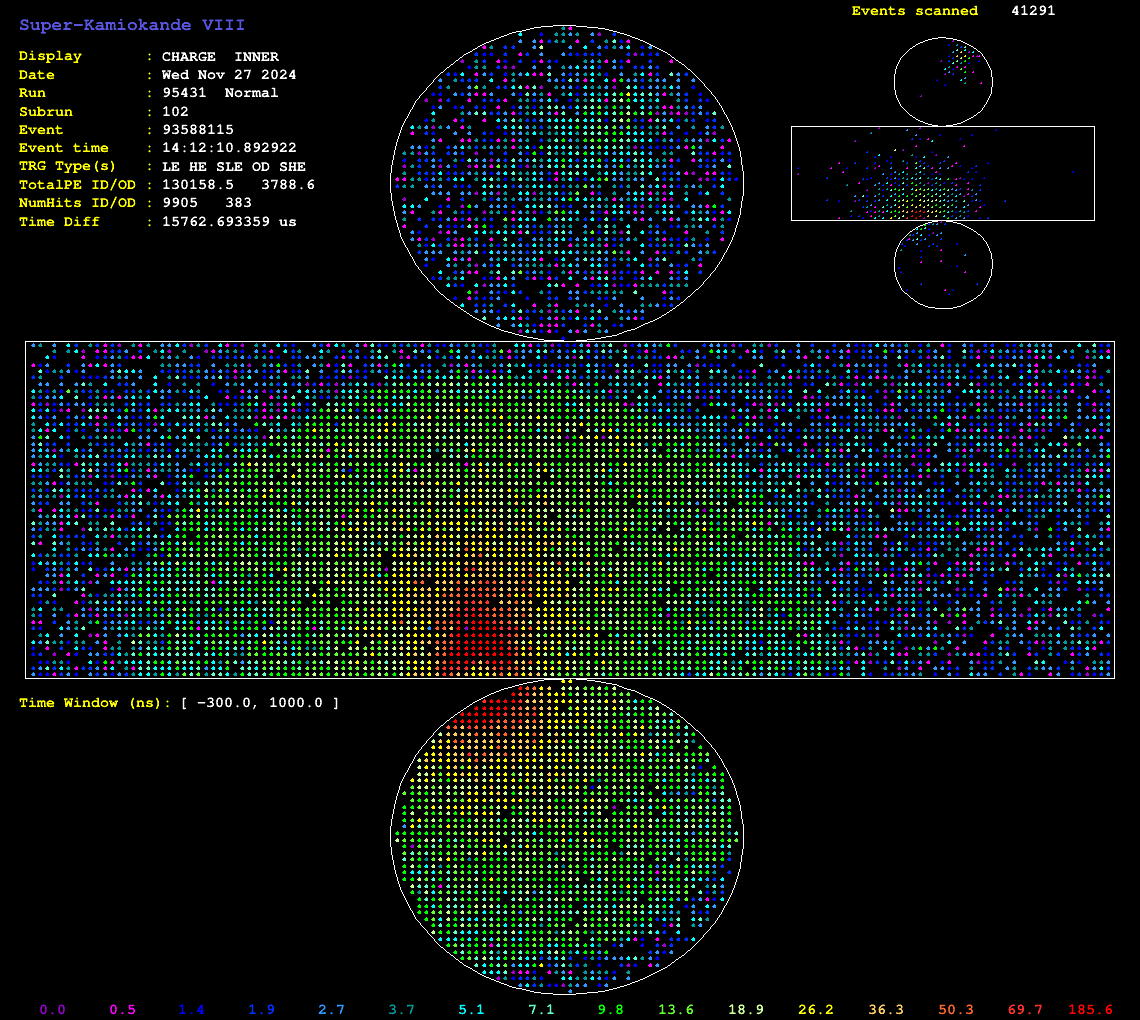 Super-Kamiokande VIII
Events scanned 41291
Display : CHARGE INNER
Date : Wed Nov 27 2024
Run : 95431 Normal
Subrun : 102
Event : 93588115
Event time : 14:12:10.892922
TRG Type(s) : LE HE SLE OD SHE
TotalPE ID/OD : 130158.5 3788.6
NumHits ID/OD : 9905 383
Time Diff : 15762.693359 us
Time Window (ns): [ -300.0, 1000.0 ]
0.0 0.5 1.4 1.9 2.7 3.7 5.1 7.1 9.8 13.6 18.9 26.2 36.3 50.3 69.7 185.6